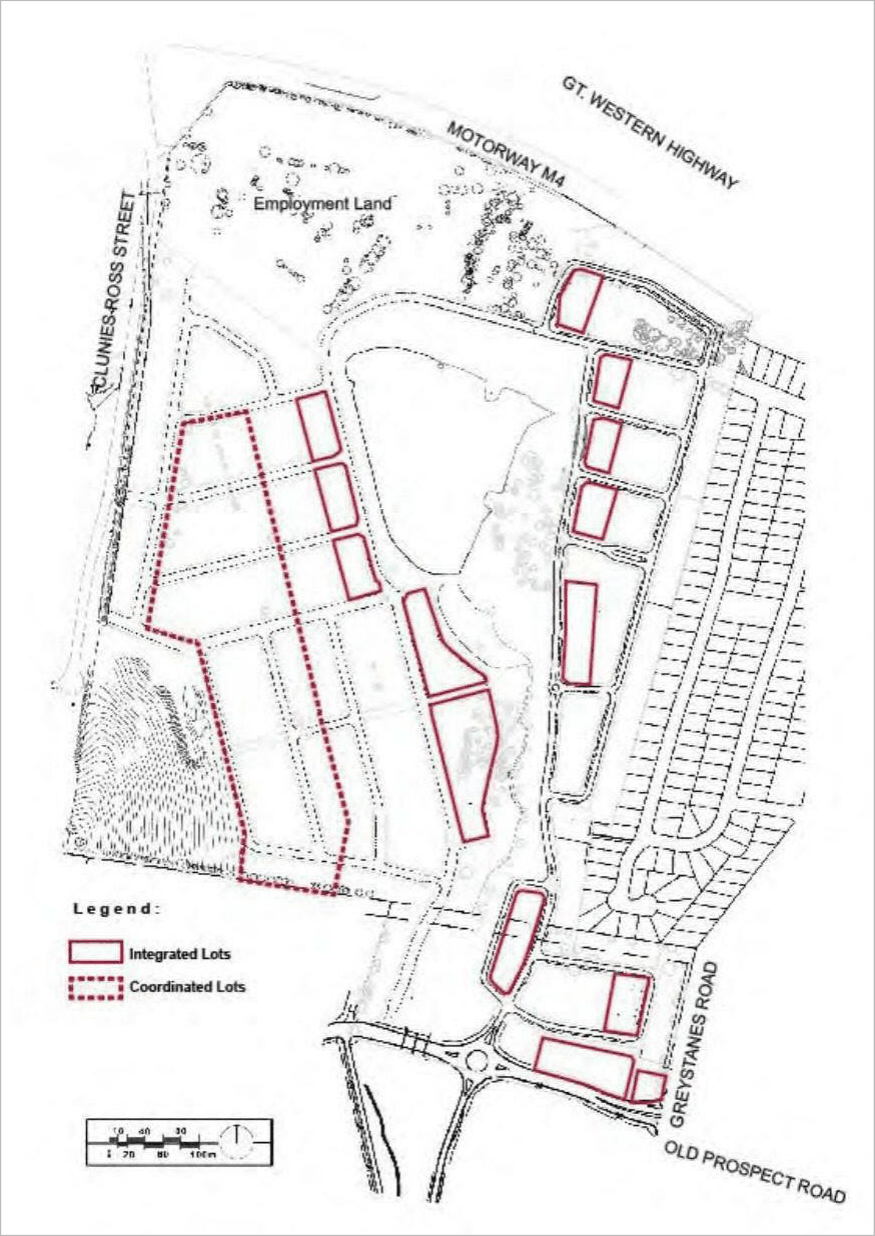 GT. WESTERN HIGHWAY
MOTORWAY M4
Employment Land
CLUNIES-ROSS STREET
Legend:
Integrated Lots
Coordinated Lots
GREYSTANES ROAD
OLD PROSPECT ROAD
100m